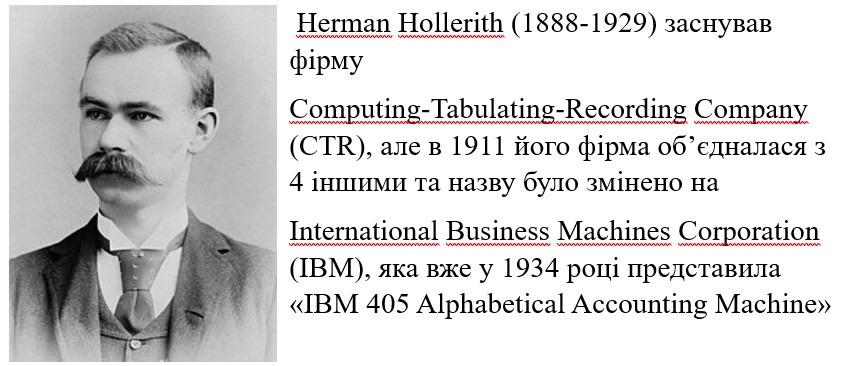 Herman Hollerith (1888-1929) заснував
фірму
Computing-Tabulating-Recording Company
(CTR), але в 1911 його фірма об’єдналася з
4 іншими та назву було змінено на
International Business Machines Corporation
(IBM), яка вже у 1934 році представила
«IBM 405 Alphabetical Accounting Machine»